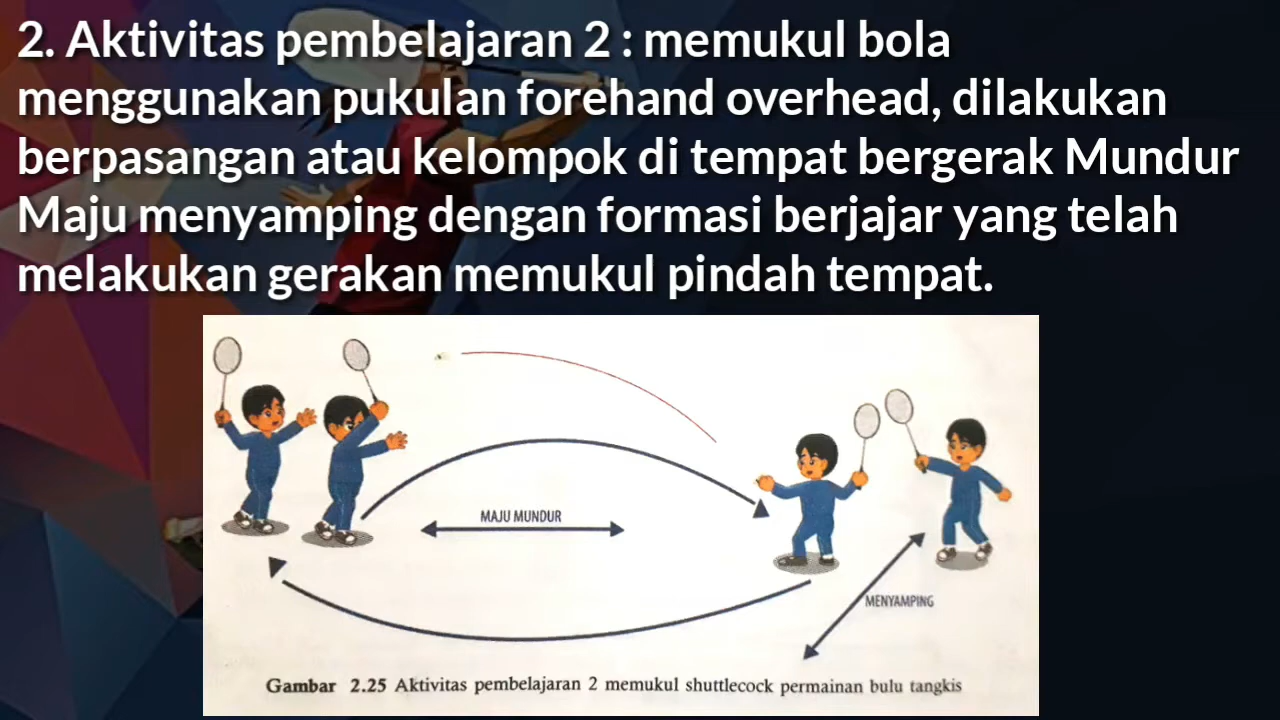 2. Aktivitas pembelajaran 2 : memukul bola
menggunakan pukulan forehand overhead, dilakukan
berpasangan atau kelompok di tempat bergerak Mundur
Maju menyamping dengan formasi berjajar yang telah
melakukan gerakan memukul pindah tempat.
MAJU MUNDUR
MENYAMPING
Gambar 2.25 Aktivitas pembelajaran 2 memukul shuttlecock permainan bulu tangkis